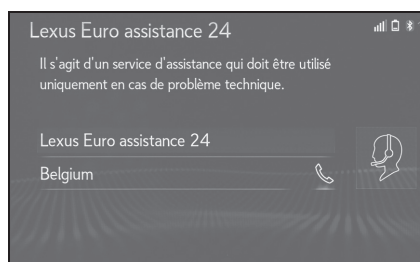 Lexus Euro assistance 24
Il s'agit d'un service d'assistance qui doit être utilisé
uniquement en cas de problème technique.
Lexus Euro assistance 24
Belgium